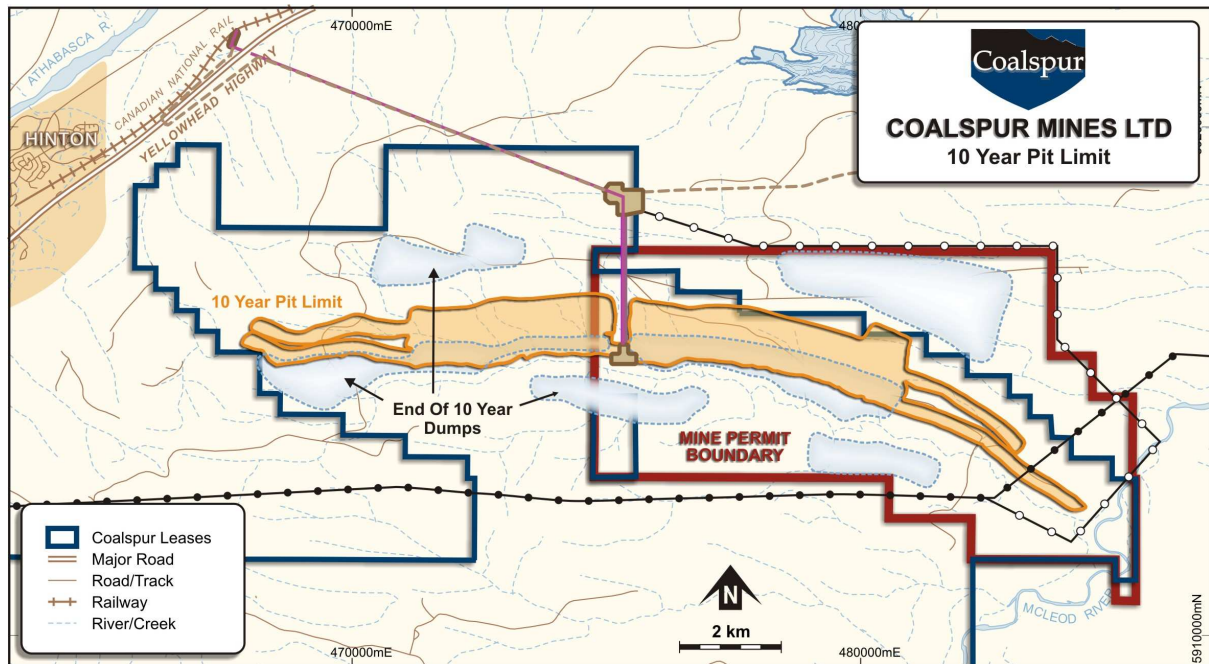 470000mE
480000mE
ATHABASCA R.
CANADIAN NATIONAL RAIL
YELLOWHEAD HIGHWAY
HINTON
Coalspur
COALSPUR MINES LTD
10 Year Pit Limit
10 Year Pit Limit
End Of 10 Year
Dumps
MINE PERMIT
BOUNDARY
Coalspur Leases
Major Road
Road/Track
Railway
River/Creek
N
2 km
MCLEOD RIVER
5910000mN
470000mE
480000mE